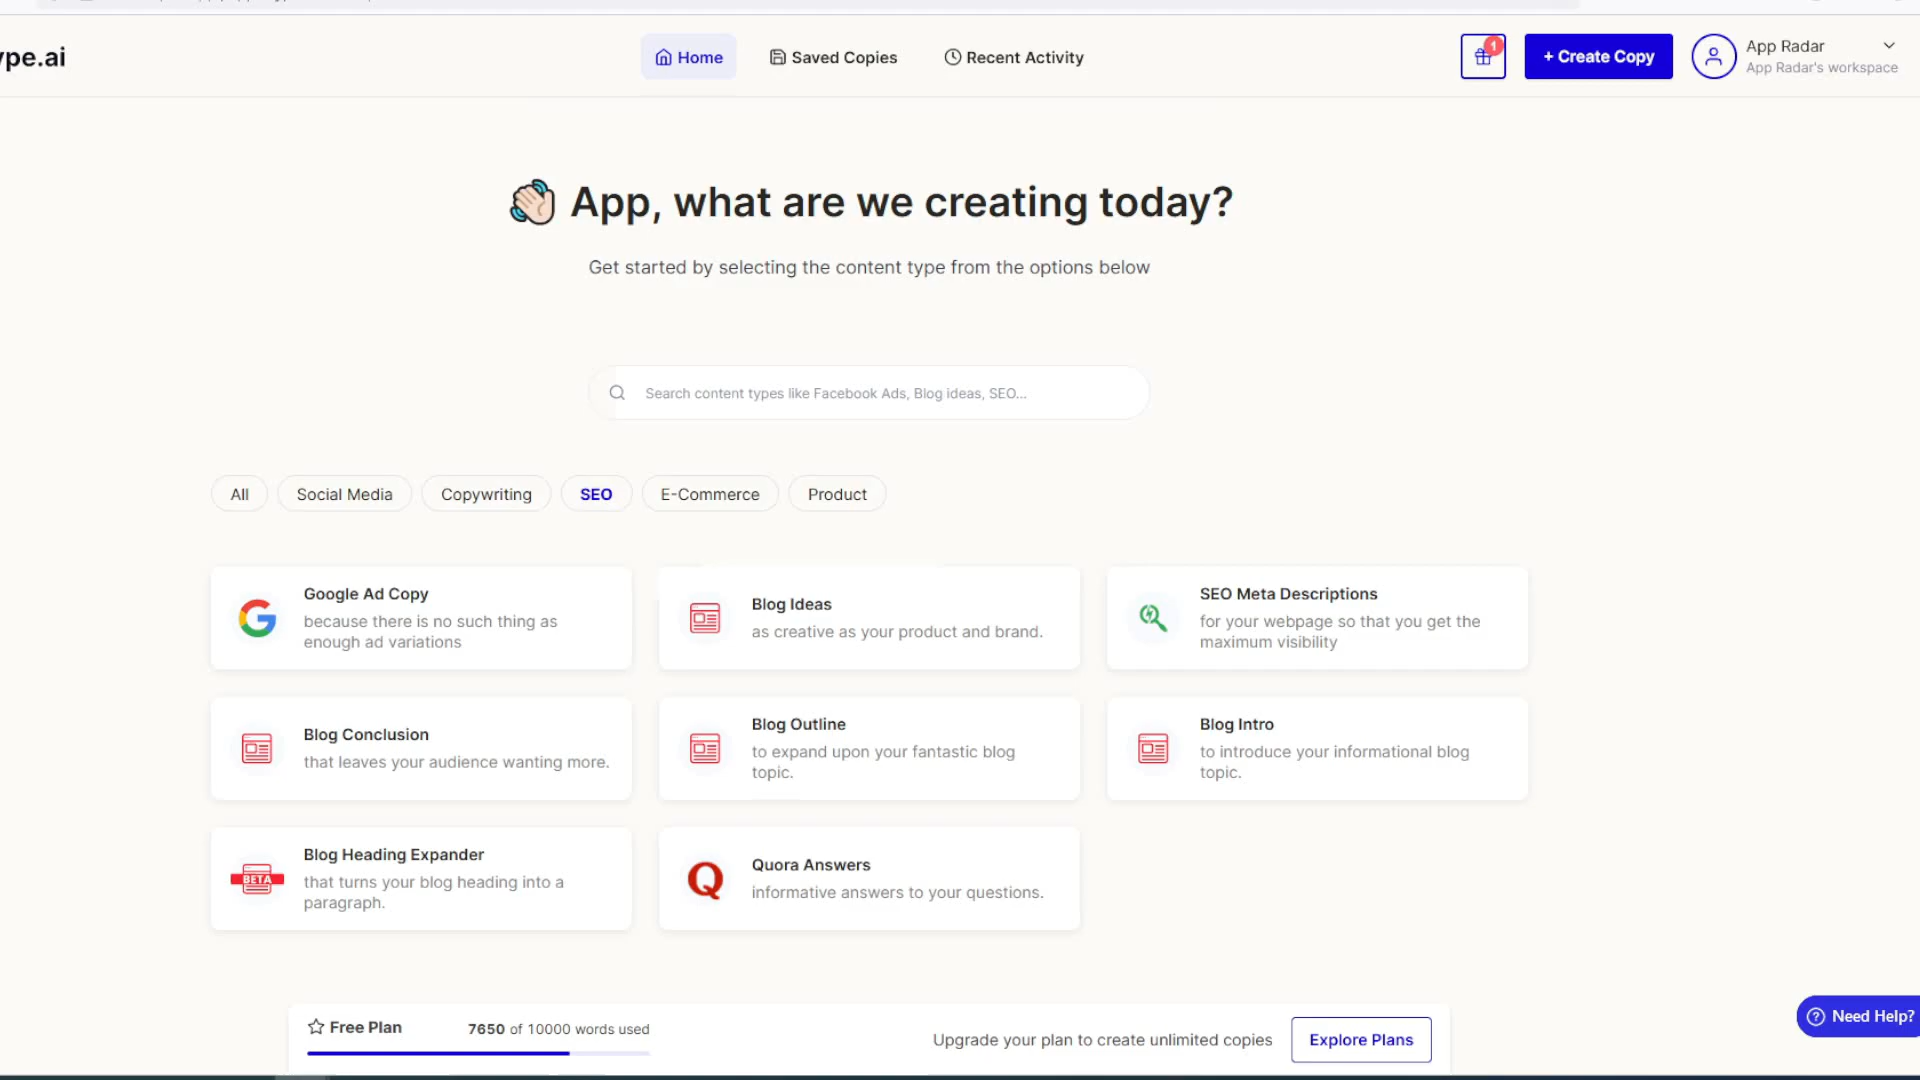 ype.ai
Home
Saved Copies
Recent Activity
1
+ Create Copy
App Radar
App Radar's workspace
App, what are we creating today?
Get started by selecting the content type from the options below
Search content types like Facebook Ads, Blog ideas, SEO...
All
Social Media
Copywriting
SEO
E-Commerce
Product
Google Ad Copy
because there is no such thing as
enough ad variations
Blog Ideas
as creative as your product and brand.
SEO Meta Descriptions
for your webpage so that you get the
maximum visibility
Blog Conclusion
that leaves your audience wanting more.
Blog Outline
to expand upon your fantastic blog
topic.
Blog Intro
to introduce your informational blog
topic.
BETA
Blog Heading Expander
that turns your blog heading into a
paragraph.
Quora Answers
informative answers to your questions.
Free Plan
7650 of 10000 words used
Upgrade your plan to create unlimited copies
Explore Plans
Need Help?